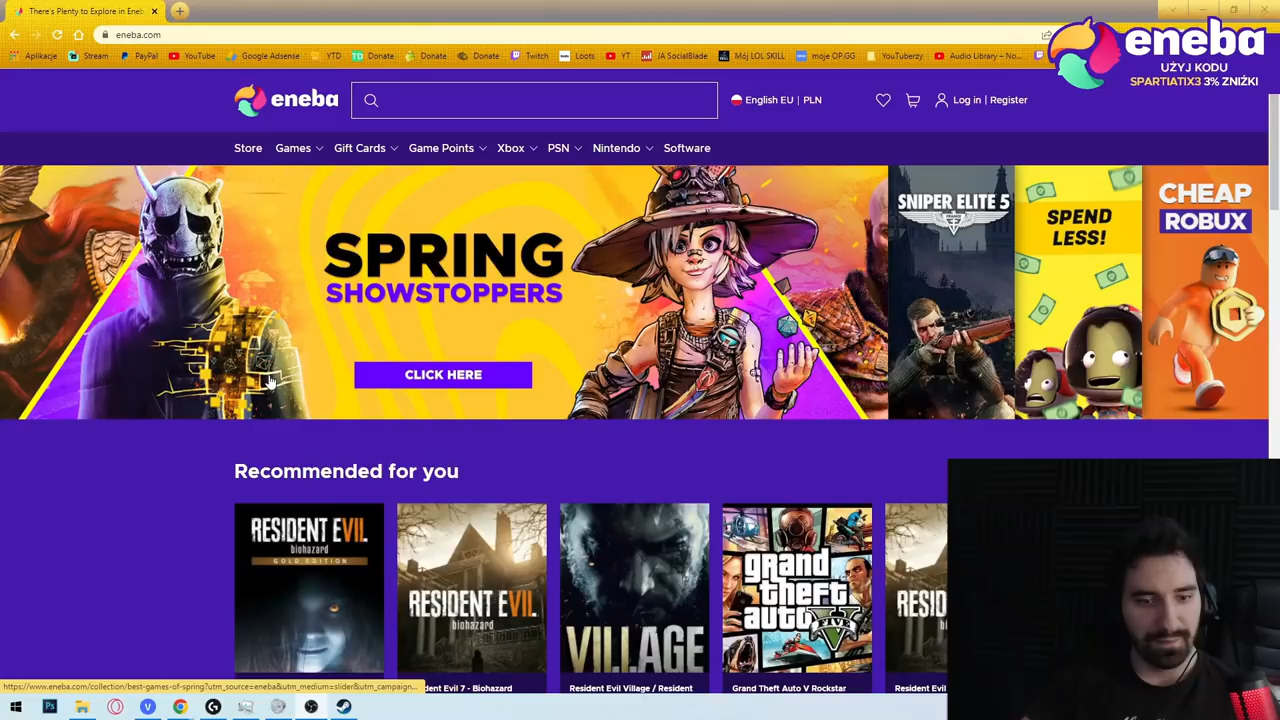 There's Plenty to Explore in Eneb
eneba.com
Aplikacje
Stream
PayPal
YouTube
Google Adsense
YTD
Donate
Donate
Donate
Twitch
Loots
YT
JA SocialBlade
Mój LOL SKILL
moje OP.GG
YouTuberzy
Audio Library – No...
eneba
UŻYJ KODU
SPARTIATIX3 3% ZNIŻKI
eneba
English EU | PLN
Log in | Register
Store
Games
Gift Cards
Game Points
Xbox
PSN
Nintendo
Software
SPRING
SHOWSTOPPERS
CLICK HERE
SNIPER ELITE 5
FRANCE
SPEND
LESS!
CHEAP
ROBUX
Recommended for you
RESIDENT EVIL
biohazard
GOLD EDITION
RESIDENT EVIL
biohazard
VILLAGE
grand
theft
auto V
FIVE
RESID
bioh
https://www.eneba.com/collection/best-games-of-spring?utm_source=eneba&utm_medium=slider&utm_campaign...
ent Evil 7 - Biohazard
Resident Evil Village / Resident
Grand Theft Auto V Rockstar
Resident Evil